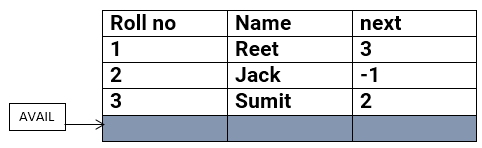 Roll no Name next
1 Reet 3
2 Jack -1
3 Sumit 2
AVAIL